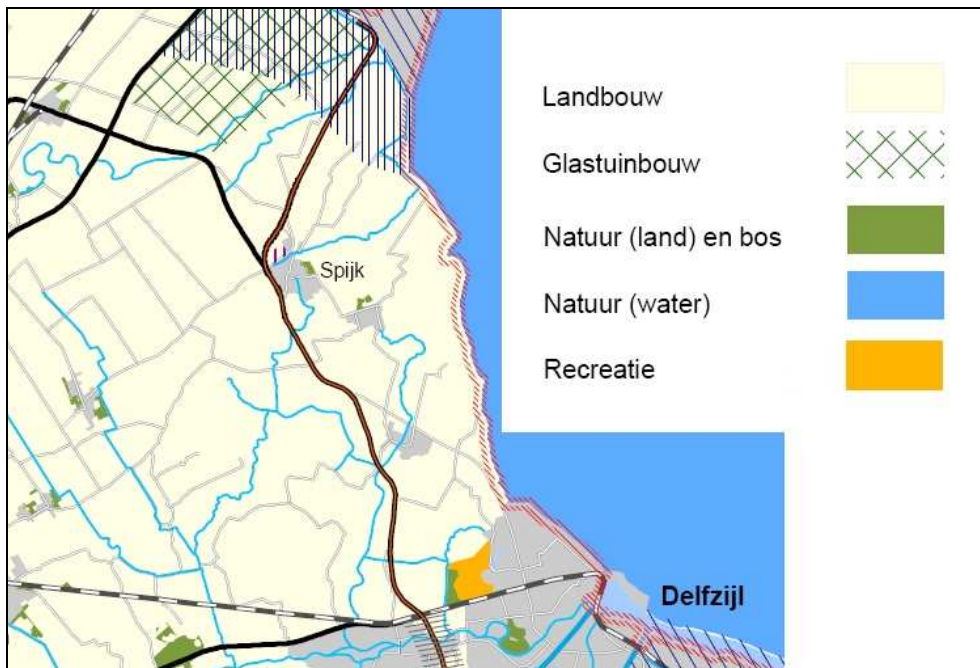 Landbouw
Glastuinbouw
Natuur (land) en bos
Natuur (water)
Recreatie
Spijk
Delfzijl